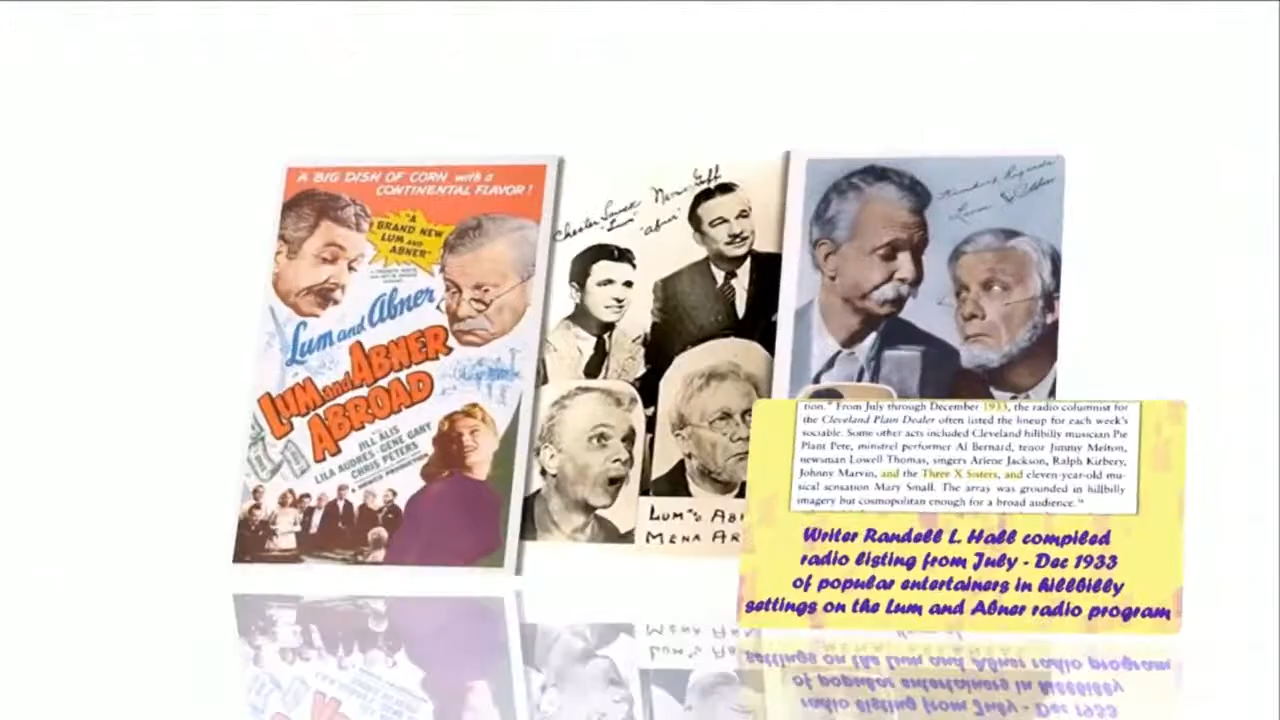 A BIG DISH OF CORN with a
CONTINENTAL FLAVOR!
"A
BRAND NEW
LUM AND
ABNER"
Lum and Abner
LUM and ABNER
ABROAD
JILL ALIS
LILA AUDRES · GENE GARY
CHRIS PETERS
Chester Lauck Norris Goff
"Lum" "abner"
LUM & AB
MENA AR
tion." From July through December 1933, the radio columnist for
the Cleveland Plain Dealer often listed the lineup for each week's
sociable. Some other acts included Cleveland hillbilly musician Pie
Plant Pete, minstrel performer Al Bernard, tenor Jimmy Melton,
newsman Lowell Thomas, singers Arlene Jackson, Ralph Kirbery,
Johnny Marvin, and the Three X Sisters, and eleven-year-old mu-
sical sensation Mary Small. The array was grounded in hillbilly
imagery but cosmopolitan enough for a broad audience."
Writer Randell L. Hall compiled
radio listing from July - Dec 1933
of popular entertainers in hillbilly
settings on the Lum and Abner radio program